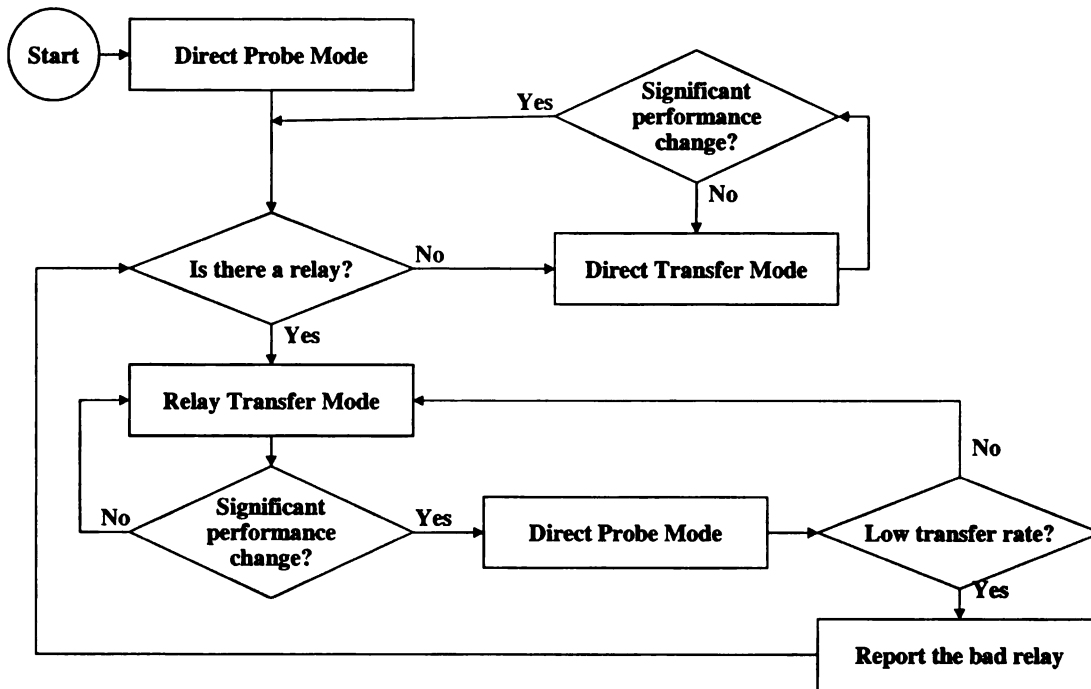 Start
Direct Probe Mode
Significant
performance
change?
Yes
No
Is there a relay?
No
Direct Transfer Mode
Yes
Relay Transfer Mode
No
Significant
performance
change?
No
Yes
Direct Probe Mode
Low transfer rate?
Yes
Report the bad relay